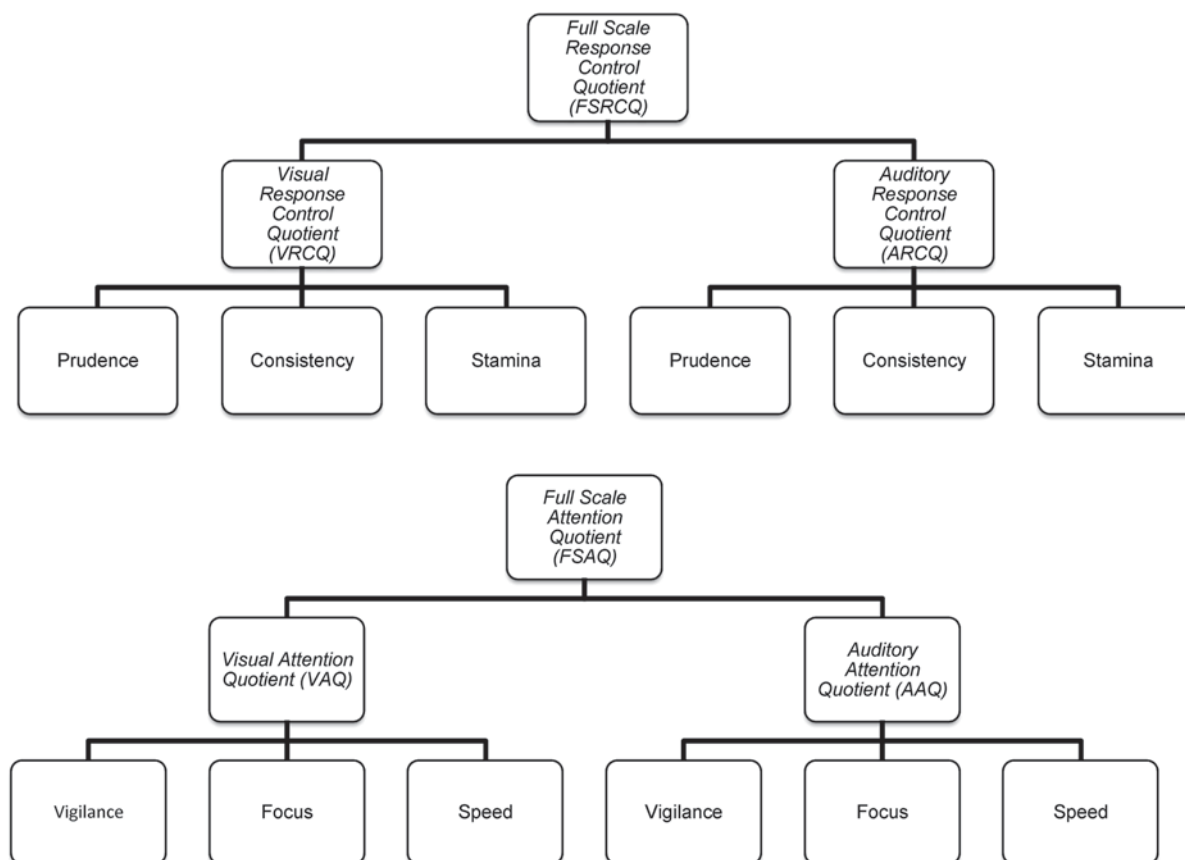 Full Scale
Response
Control
Quotient
(FSRCQ)
Visual
Response
Control
Quotient
(VRCQ)
Auditory
Response
Control
Quotient
(ARCQ)
Prudence
Consistency
Stamina
Prudence
Consistency
Stamina
Full Scale
Attention
Quotient
(FSAQ)
Visual Attention
Quotient (VAQ)
Auditory
Attention
Quotient (AAQ)
Vigilance
Focus
Speed
Vigilance
Focus
Speed